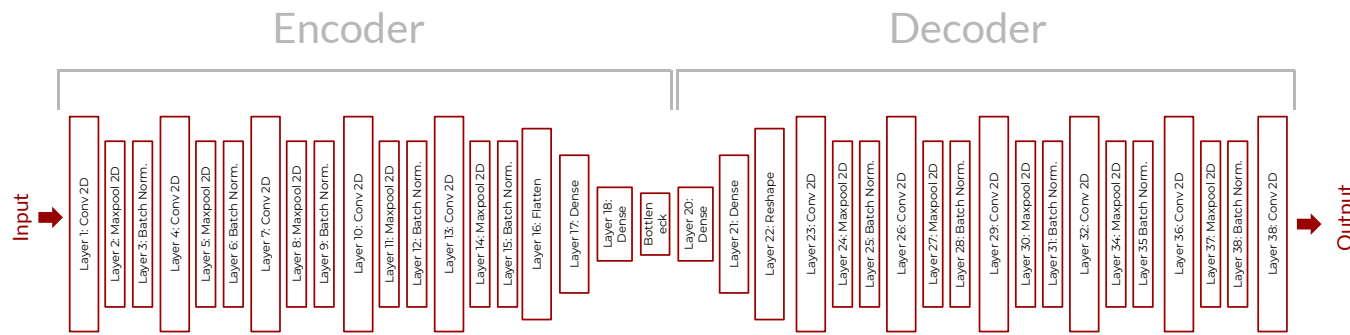 Encoder
Decoder
Input
Layer 1: Conv 2D
Layer 2: Maxpool 2D
Layer 3: Batch Norm.
Layer 4: Conv 2D
Layer 5: Maxpool 2D
Layer 6: Batch Norm.
Layer 7: Conv 2D
Layer 8: Maxpool 2D
Layer 9: Batch Norm.
Layer 10: Conv 2D
Layer 11: Maxpool 2D
Layer 12: Batch Norm.
Layer 13: Conv 2D
Layer 14: Maxpool 2D
Layer 15: Batch Norm.
Layer 16: Flatten
Layer 17: Dense
Layer 18:
Dense
Bottlen
eck
Layer 20:
Dense
Layer 21: Dense
Layer 22: Reshape
Layer 23: Conv 2D
Layer 24: Maxpool 2D
Layer 25: Batch Norm.
Layer 26: Conv 2D
Layer 27: Maxpool 2D
Layer 28: Batch Norm.
Layer 29: Conv 2D
Layer 30: Maxpool 2D
Layer 31: Batch Norm.
Layer 32: Conv 2D
Layer 34: Maxpool 2D
Layer 35 Batch Norm.
Layer 36: Conv 2D
Layer 37: Maxpool 2D
Layer 38: Batch Norm.
Layer 38: Conv 2D
Output